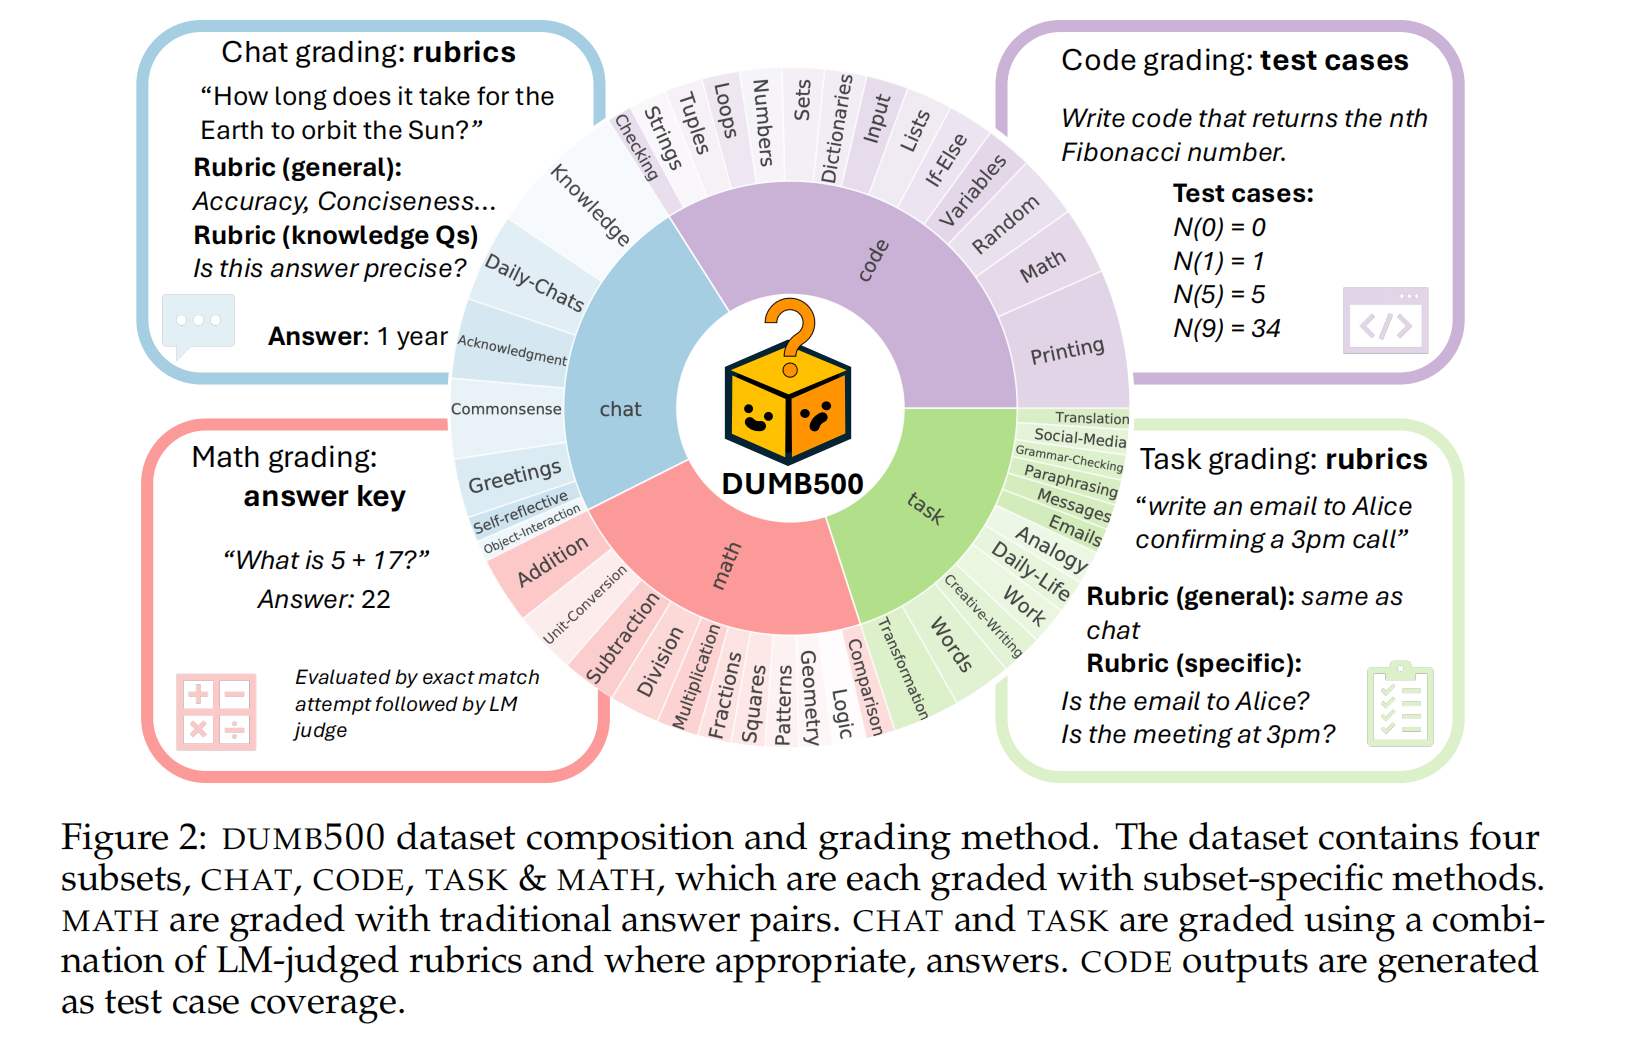 Chat grading: rubrics
“How long does it take for the
Earth to orbit the Sun?”
Rubric (general):
Accuracy, Conciseness...
Rubric (knowledge Qs)
Is this answer precise?
Answer: 1 year
Code grading: test cases
Write code that returns the nth
Fibonacci number.
Test cases:
N(0) = 0
N(1) = 1
N(5) = 5
N(9) = 34
</>
Math grading:
answer key
“What is 5 + 17?”
Answer: 22
Evaluated by exact match
attempt followed by LM
judge
Task grading: rubrics
“write an email to Alice
confirming a 3pm call”
Rubric (general): same as
chat
Rubric (specific):
Is the email to Alice?
Is the meeting at 3pm?
?
DUMB500
code
Checking
Strings
Tuples
Loops
Numbers
Sets
Dictionaries
Input
Lists
If-Else
Variables
Random
Math
Printing
task
Translation
Social-Media
Grammar-Checking
Paraphrasing
Messages
Emails
Analogy
Daily-Life
Work
Creative-Writing
Words
Transformation
math
Comparison
Logic
Geometry
Patterns
Squares
Fractions
Multiplication
Division
Subtraction
Unit-Conversion
Addition
chat
Object-Interaction
Self-reflective
Greetings
Commonsense
Acknowledgment
Daily-Chats
Knowledge
Figure 2: DUMB500 dataset composition and grading method. The dataset contains four
subsets, CHAT, CODE, TASK & MATH, which are each graded with subset-specific methods.
MATH are graded with traditional answer pairs. CHAT and TASK are graded using a combi-
nation of LM-judged rubrics and where appropriate, answers. CODE outputs are generated
as test case coverage.